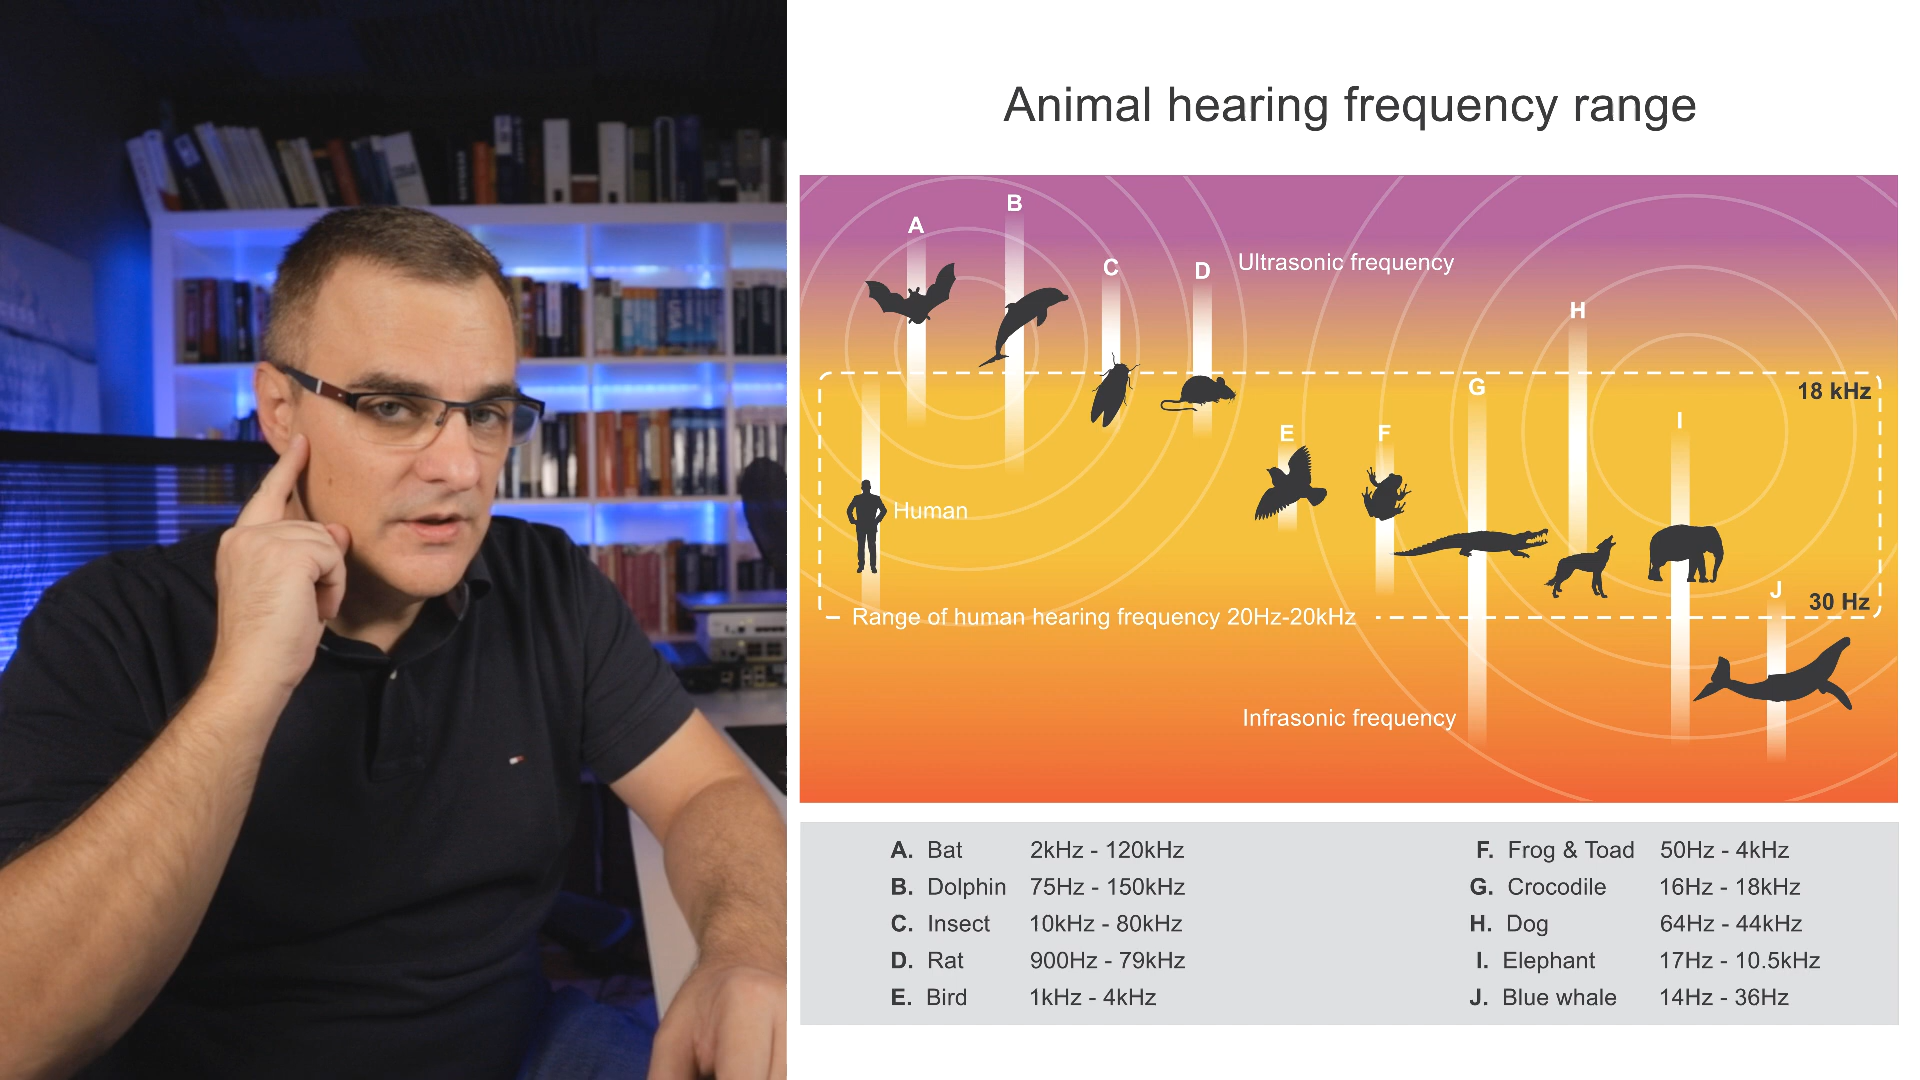 Animal hearing frequency range
A
B
C
D
Ultrasonic frequency
H
G
18 kHz
I
E
F
Human
J
30 Hz
Range of human hearing frequency 20Hz-20kHz
Infrasonic frequency
A. Bat 2kHz - 120kHz
B. Dolphin 75Hz - 150kHz
C. Insect 10kHz - 80kHz
D. Rat 900Hz - 79kHz
E. Bird 1kHz - 4kHz
F. Frog & Toad 50Hz - 4kHz
G. Crocodile 16Hz - 18kHz
H. Dog 64Hz - 44kHz
I. Elephant 17Hz - 10.5kHz
J. Blue whale 14Hz - 36Hz